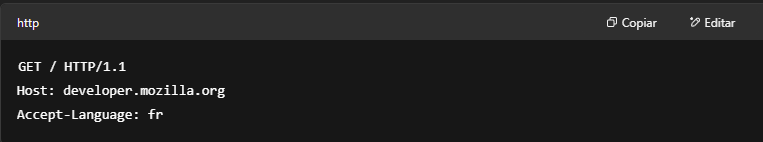 http Copiar Editar
GET / HTTP/1.1
Host: developer.mozilla.org
Accept-Language: fr